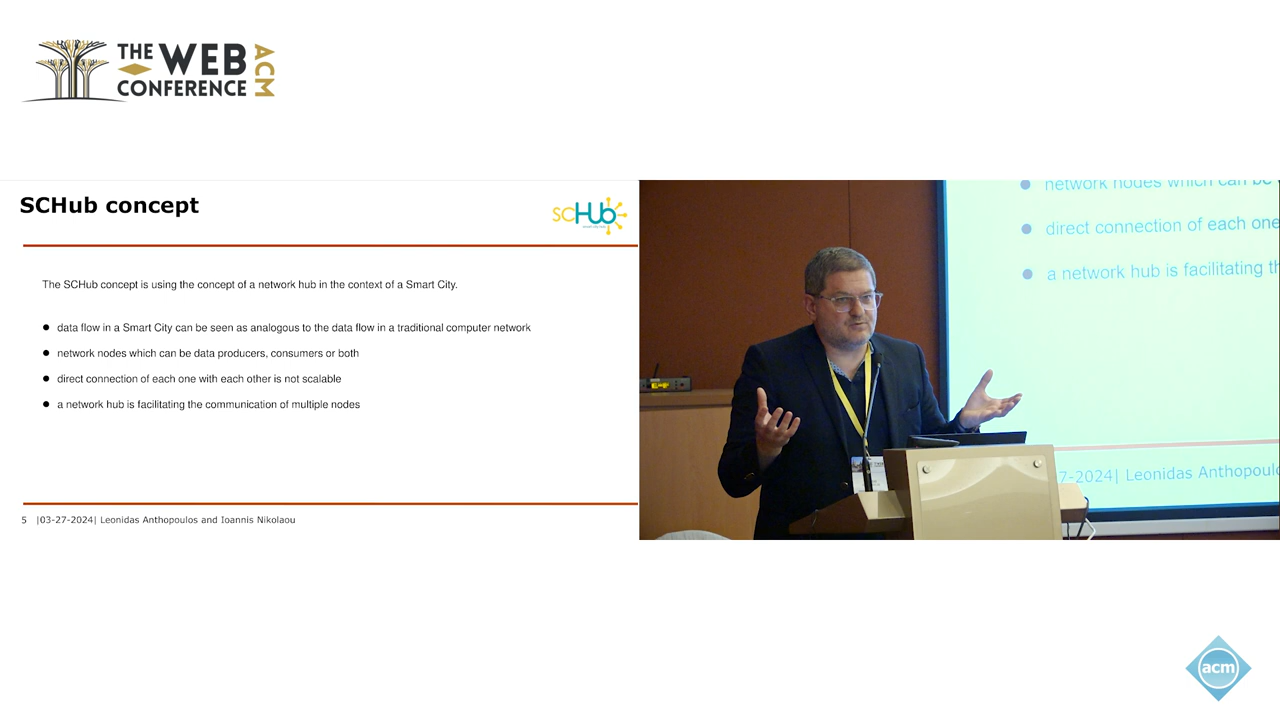 THE WEB CONFERENCE ACM
SCHub concept
scHub
The SCHub concept is using the concept of a network hub in the context of a Smart City.
● data flow in a Smart City can be seen as analogous to the data flow in a traditional computer network
● network nodes which can be data producers, consumers or both
● direct connection of each one with each other is not scalable
● a network hub is facilitating the communication of multiple nodes
5 |03-27-2024| Leonidas Anthopoulos and Ioannis Nikolaou
● network nodes which can be
● direct connection of each one
● a network hub is facilitating th
7-2024| Leonidas Anthopoulo
acm